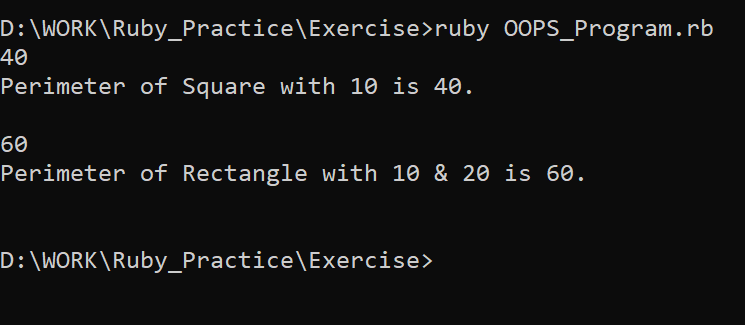 D:\WORK\Ruby_Practice\Exercise>ruby OOPS_Program.rb
40
Perimeter of Square with 10 is 40.
60
Perimeter of Rectangle with 10 & 20 is 60.
D:\WORK\Ruby_Practice\Exercise>